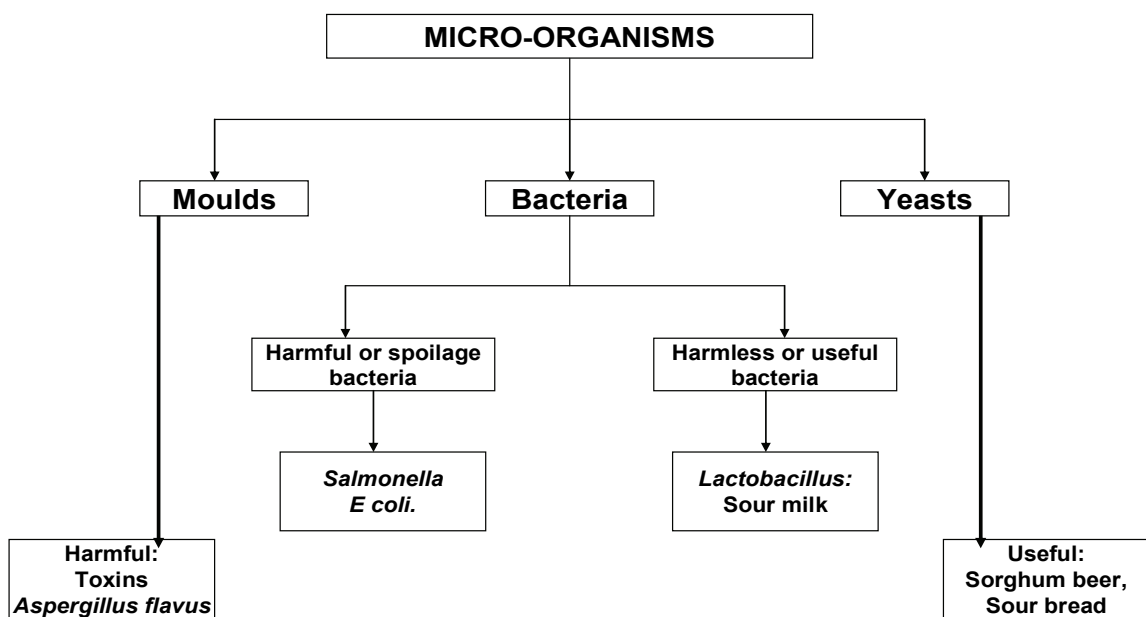 MICRO-ORGANISMS
Moulds
Bacteria
Yeasts
Harmful or spoilage
bacteria
Harmless or useful
bacteria
Salmonella
E coli.
Lactobacillus:
Sour milk
Harmful:
Toxins
Aspergillus flavus
Useful:
Sorghum beer,
Sour bread